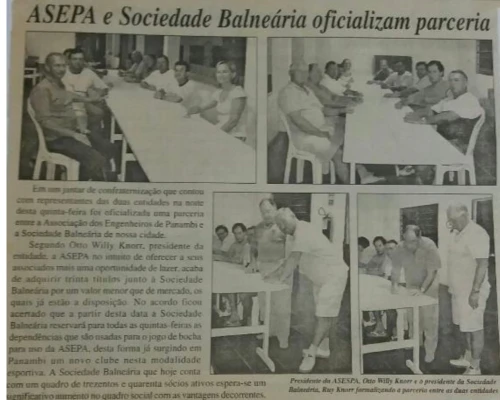 ASEPA e Sociedade Balneária oficializam parceria
Em um jantar de confraternização que contou
com representantes das duas entidades na noite
desta quinta-feira foi oficializada uma parceria
entre a Associação dos Engenheiros de Panambi e
a Sociedade Balneária de nossa cidade.
Segundo Otto Willy Knorr, presidente da
entidade, a ASEPA no intuito de oferecer a seus
associados mais uma oportunidade de lazer, acaba
de adquirir trinta títulos junto à Sociedade
Balneária por um valor menor que de mercado, os
quais já estão a disposição. No acordo ficou
acertado que a partir desta data a Sociedade
Balneária reservará para todas as quintas-feiras as
dependências que são usadas para o jogo de bocha
para uso da ASEPA, desta forma já surgindo em
Panambi um novo clube nesta modalidade
esportiva. A Sociedade Balneária que hoje conta
com um quadro de trezentos e quarenta sócios ativos espera-se um
significativo aumento no quadro social com as vantagens decorrentes.
Presidente da ASESPA, Otto Willy Knorr e o presidente da Sociedade
Balneária, Ruy Knorr formalizando a parceria entre as duas entidades